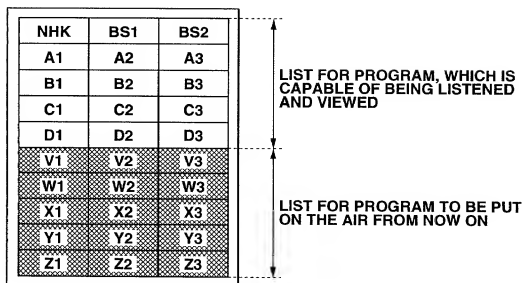 NHK BS1 BS2
A1 A2 A3
B1 B2 B3
C1 C2 C3
D1 D2 D3
V1 V2 V3
W1 W2 W3
X1 X2 X3
Y1 Y2 Y3
Z1 Z2 Z3
LIST FOR PROGRAM, WHICH IS
CAPABLE OF BEING LISTENED
AND VIEWED
LIST FOR PROGRAM TO BE PUT
ON THE AIR FROM NOW ON